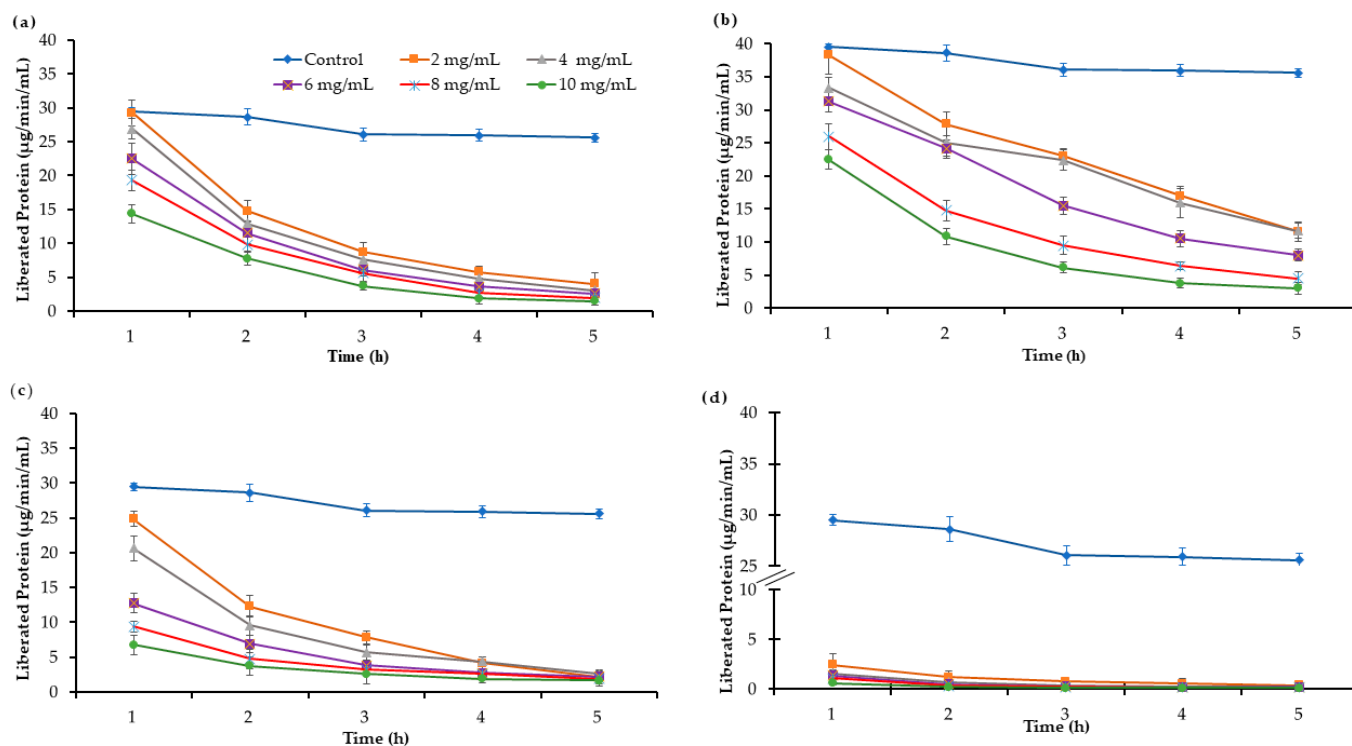 (a)
Liberated Protein (µg/min/mL)
40
35
30
25
20
15
10
5
0
Control
2 mg/mL
4 mg/mL
6 mg/mL
8 mg/mL
10 mg/mL
1 2 3 4 5
Time (h)
(b)
Liberated Protein (µg/min/mL)
40
35
30
25
20
15
10
5
0
1 2 3 4 5
Time (h)
(c)
Liberated Protein (µg/min/mL)
40
35
30
25
20
15
10
5
0
1 2 3 4 5
Time (h)
(d)
Liberated Protein (µg/min/mL)
40
35
30
25
10
5
0
1 2 3 4 5
Time (h)